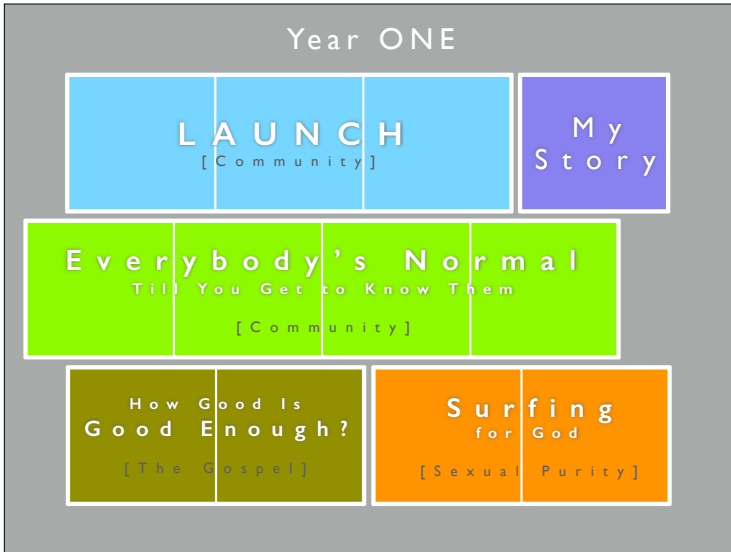 Year ONE
LAUNCH
[Community]
My
Story
Everybody's Normal
Till You Get to Know Them
[Community]
How Good Is
Good Enough?
[The Gospel]
Surfing
for God
[Sexual Purity]